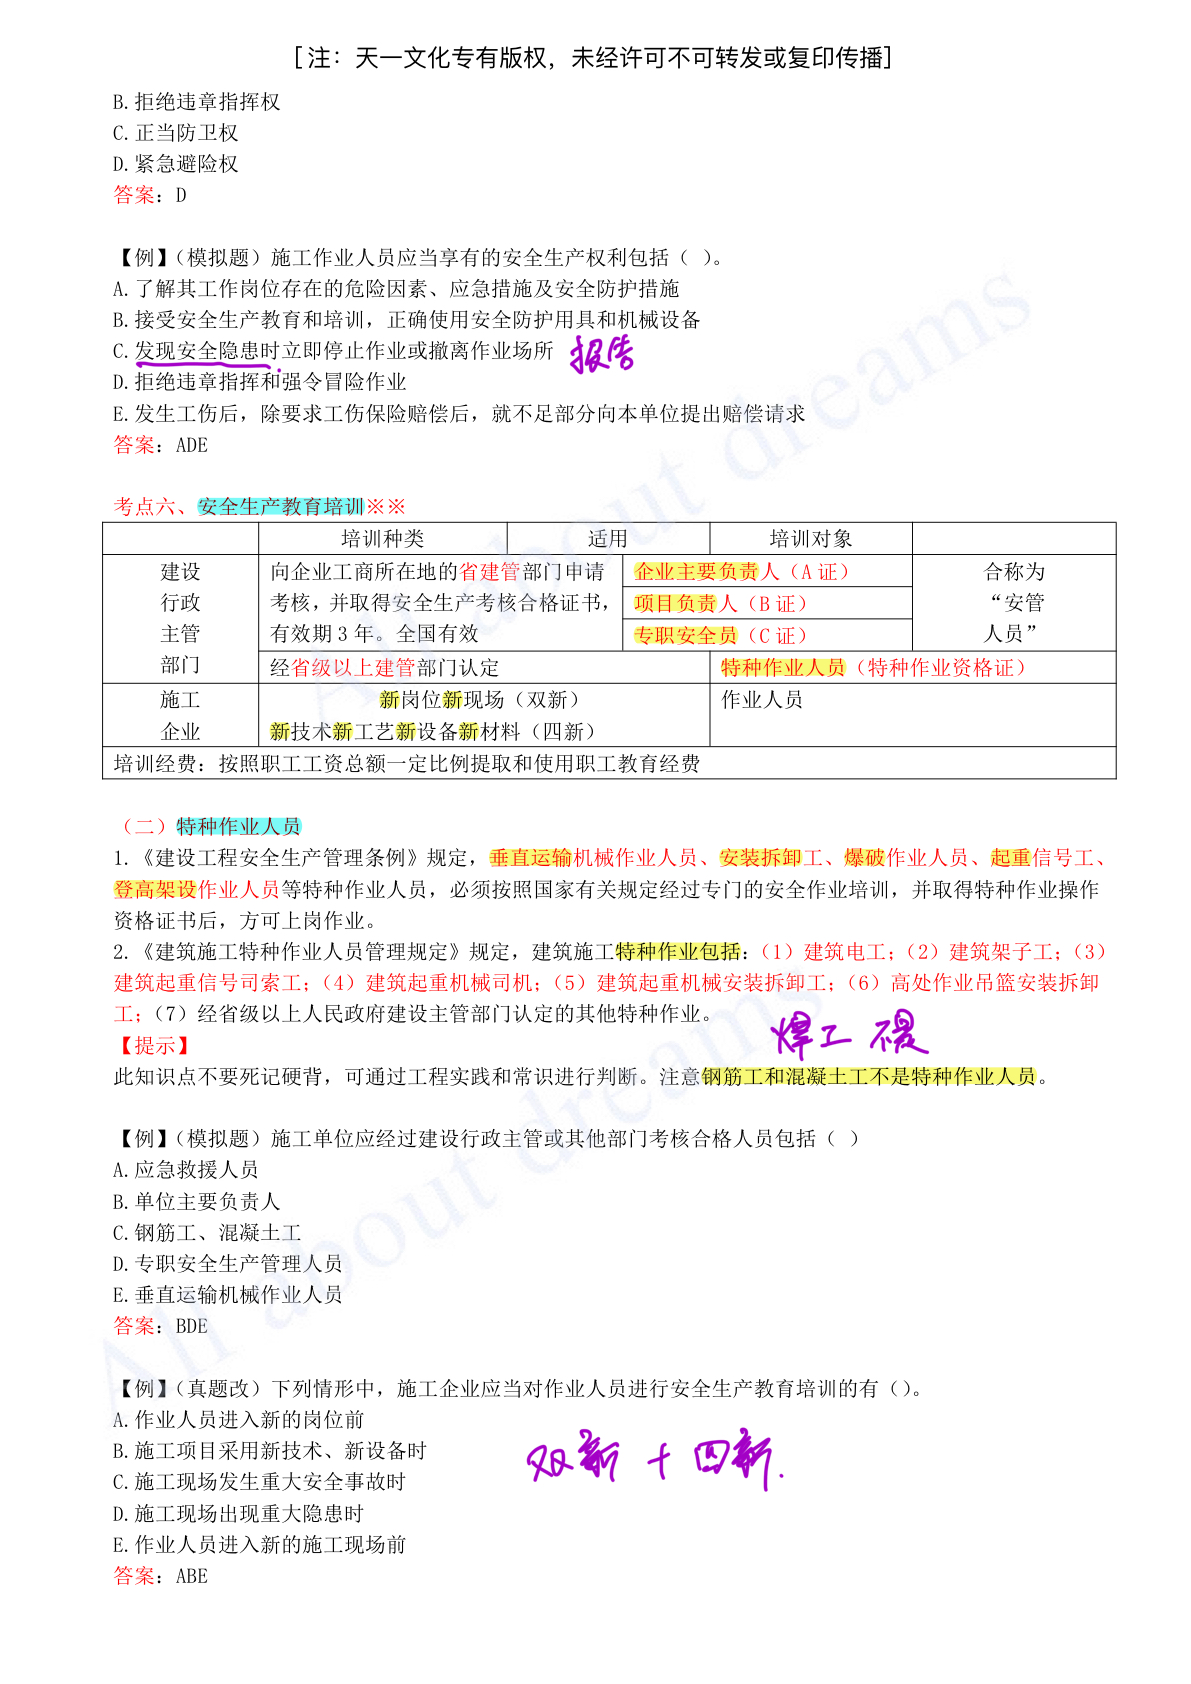 [注：天一文化专有版权，未经许可不可转发或复印传播]
B.拒绝违章指挥权
C.正当防卫权
D.紧急避险权
答案：D
【例】（模拟题）施工作业人员应当享有的安全生产权利包括（ ）。
A.了解其工作岗位存在的危险因素、应急措施及安全防护措施
B.接受安全生产教育和培训，正确使用安全防护用具和机械设备
C.发现安全隐患时立即停止作业或撤离作业场所 报告
D.拒绝违章指挥和强令冒险作业
E.发生工伤后，除要求工伤保险赔偿后，就不足部分向本单位提出赔偿请求
答案：ADE
考点六、安全生产教育培训※※
培训种类 适用 培训对象
建设行政主管部门
向企业工商所在地的省建管部门申请
考核，并取得安全生产考核合格证书，
有效期3年。全国有效
企业主要负责人（A证）
项目负责人（B证）
专职安全员（C证）
合称为
“安管
人员”
经省级以上建管部门认定 特种作业人员（特种作业资格证）
施工
企业
新岗位新现场（双新）
新技术新工艺新设备新材料（四新）
作业人员
培训经费：按照职工工资总额一定比例提取和使用职工教育经费
（二）特种作业人员
1.《建设工程安全生产管理条例》规定，垂直运输机械作业人员、安装拆卸工、爆破作业人员、起重信号工、
登高架设作业人员等特种作业人员，必须按照国家有关规定经过专门的安全作业培训，并取得特种作业操作
资格证书后，方可上岗作业。
2.《建筑施工特种作业人员管理规定》规定，建筑施工特种作业包括：（1）建筑电工；（2）建筑架子工；（3）
建筑起重信号司索工；（4）建筑起重机械司机；（5）建筑起重机械安装拆卸工；（6）高处作业吊篮安装拆卸
工；（7）经省级以上人民政府建设主管部门认定的其他特种作业。
【提示】 焊工
此知识点不要死记硬背，可通过工程实践和常识进行判断。注意钢筋工和混凝土工不是特种作业人员。
【例】（模拟题）施工单位应经过建设行政主管或其他部门考核合格人员包括（ ）
A.应急救援人员
B.单位主要负责人
C.钢筋工、混凝土工
D.专职安全生产管理人员
E.垂直运输机械作业人员
答案：BDE
【例】（真题改）下列情形中，施工企业应当对作业人员进行安全生产教育培训的有（）。
A.作业人员进入新的岗位前
B.施工项目采用新技术、新设备时
双新 + 四新.
C.施工现场发生重大安全事故时
D.施工现场出现重大隐患时
E.作业人员进入新的施工现场前
答案：ABE
All about dreams
All about dreams